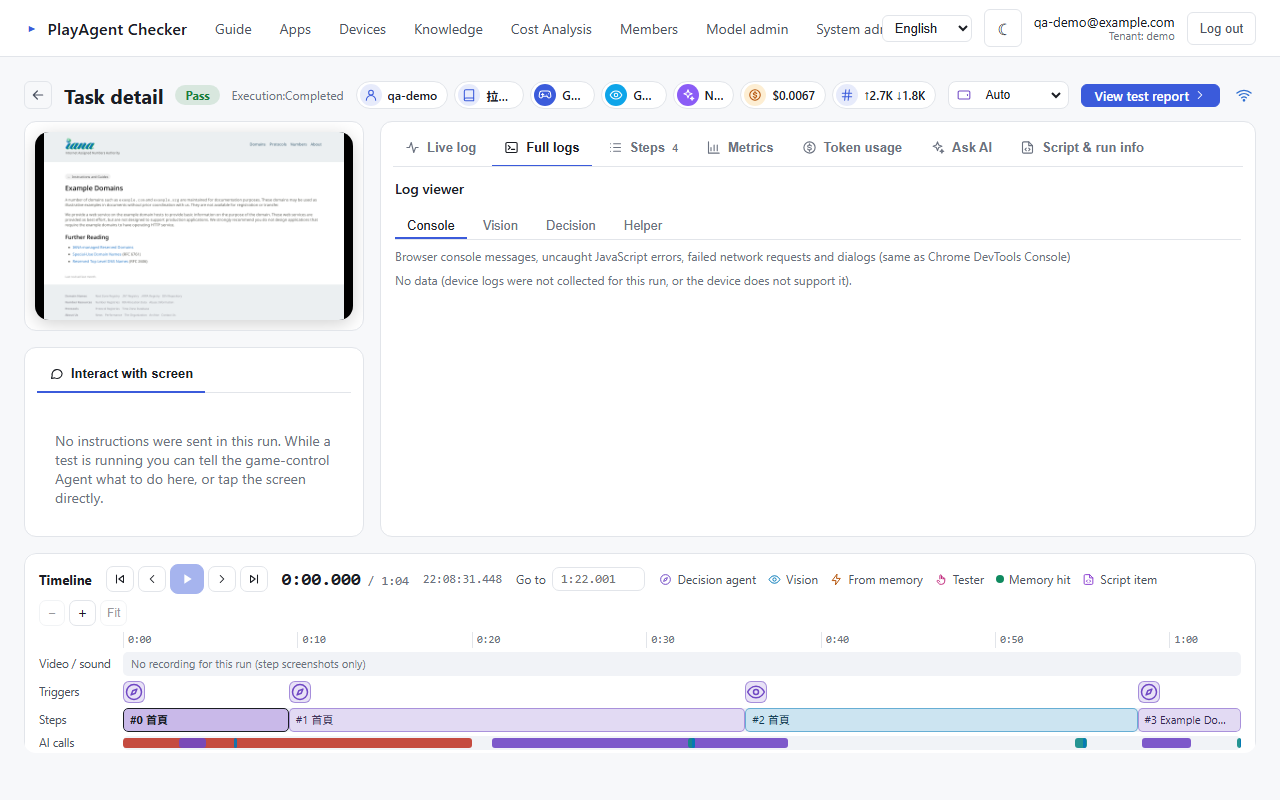 PlayAgent Checker
Guide
Apps
Devices
Knowledge
Cost Analysis
Members
Model admin
System adr
English
qa-demo@example.com
Tenant: demo
Log out
Task detail
Pass
Execution:Completed
qa-demo
拉...
G...
G...
N...
$0.0067
↑2.7K ↓1.8K
Auto
View test report
iana
Domains Protocols Numbers About
Example Domains
Further Reading
Live log
Full logs
Steps 4
Metrics
Token usage
Ask AI
Script & run info
Log viewer
Console
Vision
Decision
Helper
Browser console messages, uncaught JavaScript errors, failed network requests and dialogs (same as Chrome DevTools Console)
No data (device logs were not collected for this run, or the device does not support it).
Interact with screen
No instructions were sent in this run. While a
test is running you can tell the game-control
Agent what to do here, or tap the screen
directly.
Timeline
0:00.000 / 1:04
22:08:31.448
Go to
1:22.001
Decision agent
Vision
From memory
Tester
Memory hit
Script item
Fit
0:00
0:10
0:20
0:30
0:40
0:50
1:00
Video / sound
No recording for this run (step screenshots only)
Triggers
Steps
#0 首頁
#1 首頁
#2 首頁
#3 Example Do...
AI calls